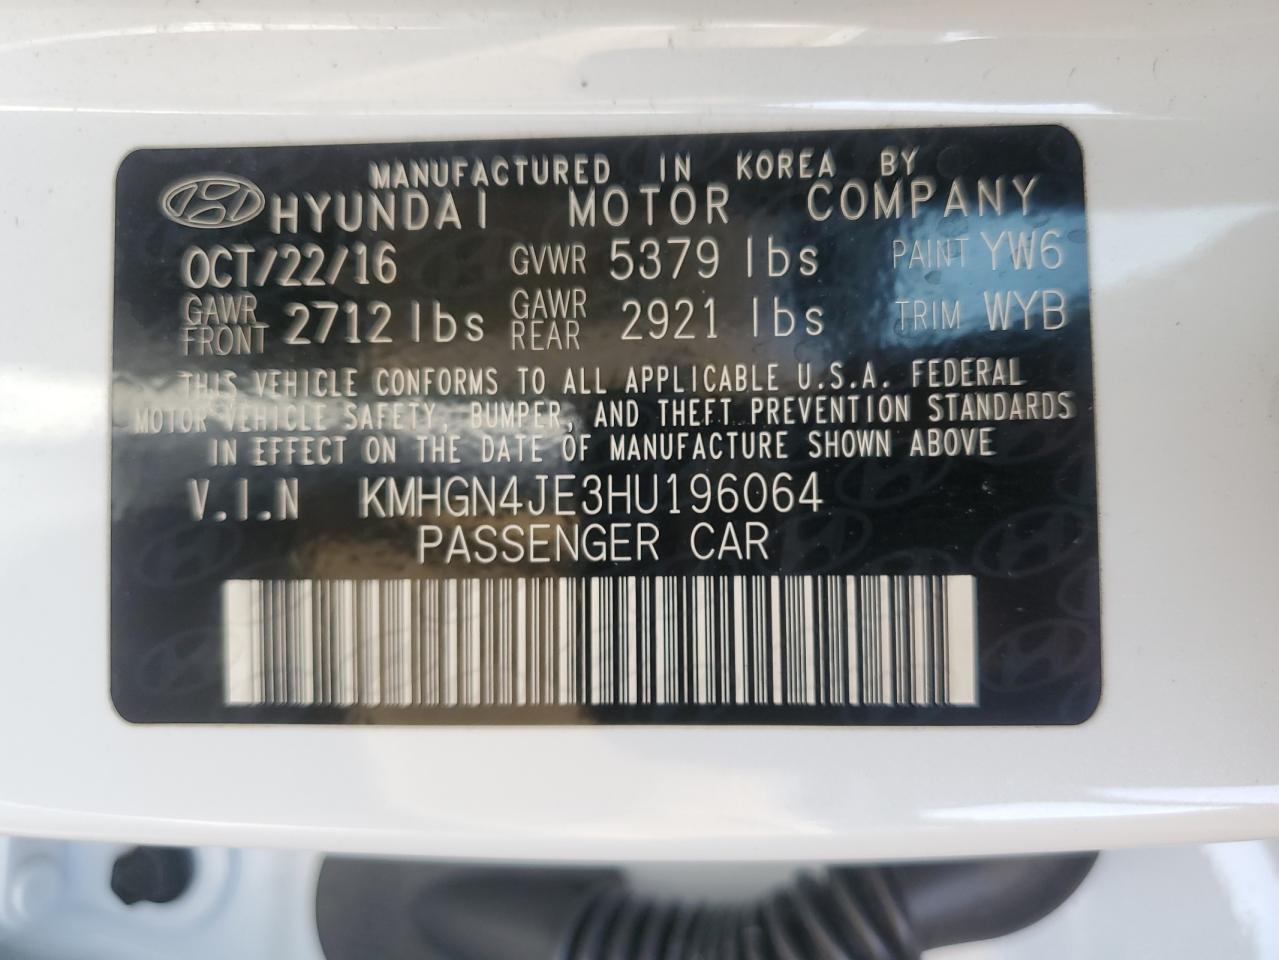 MANUFACTURED IN KOREA BY
HYUNDAI MOTOR COMPANY
OCT/22/16 GVWR 5379 lbs PAINT YW6
GAWR FRONT 2712 lbs GAWR REAR 2921 lbs TRIM WYB
THIS VEHICLE CONFORMS TO ALL APPLICABLE U.S.A. FEDERAL
MOTOR VEHICLE SAFETY, BUMPER, AND THEFT PREVENTION STANDARDS
IN EFFECT ON THE DATE OF MANUFACTURE SHOWN ABOVE
V.I.N KMHGN4JE3HU196064
PASSENGER CAR